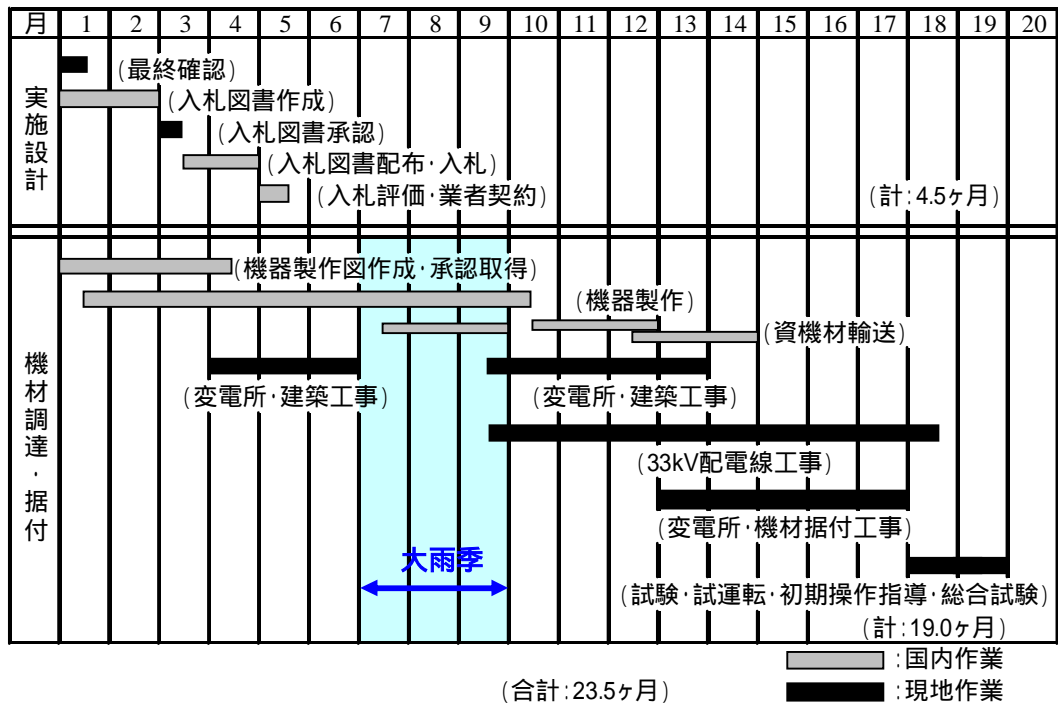 月 1 2 3 4 5 6 7 8 9 10 11 12 13 14 15 16 17 18 19 20
実施設計
(最終確認)
(入札図書作成)
(入札図書承認)
(入札図書配布･入札)
(入札評価･業者契約)
(計:4.5ヶ月)
機材調達・据付
(機器製作図作成･承認取得)
(機器製作)
(資機材輸送)
(変電所･建築工事)
(変電所･建築工事)
(33kV配電線工事)
(変電所･機材据付工事)
大雨季
(試験･試運転･初期操作指導･総合試験)
(計:19.0ヶ月)
:国内作業
(合計:23.5ヶ月)
:現地作業